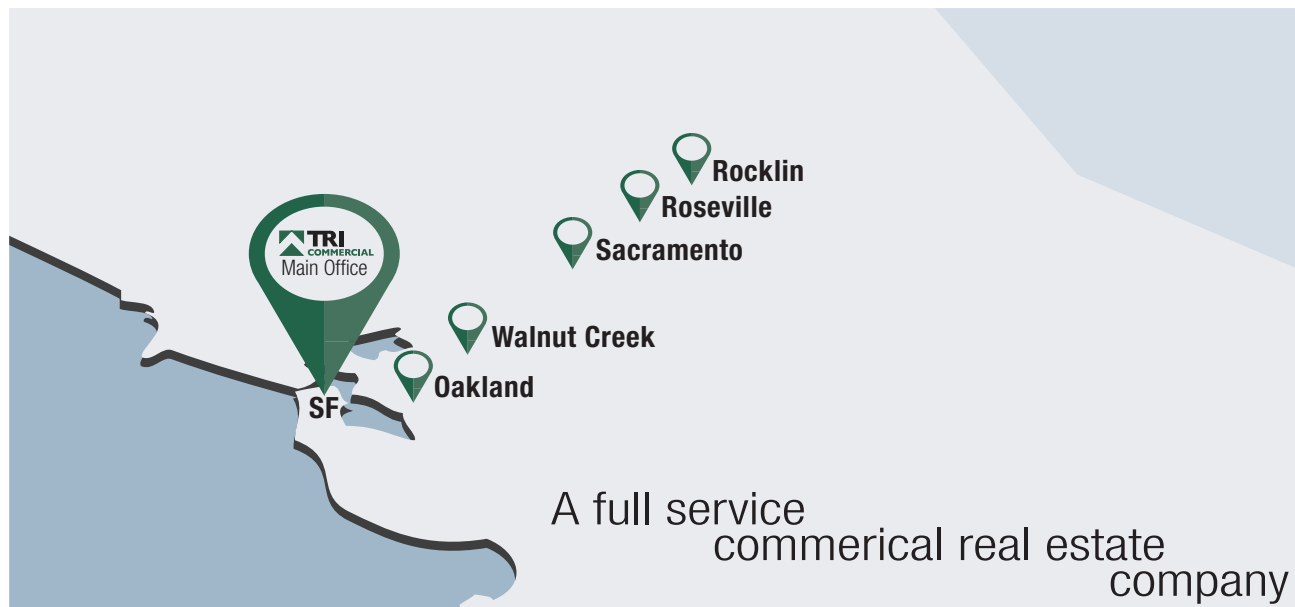 Rocklin
Roseville
TRI
COMMERCIAL
Main Office
Sacramento
Walnut Creek
Oakland
SF
A full service
commerical real estate
company